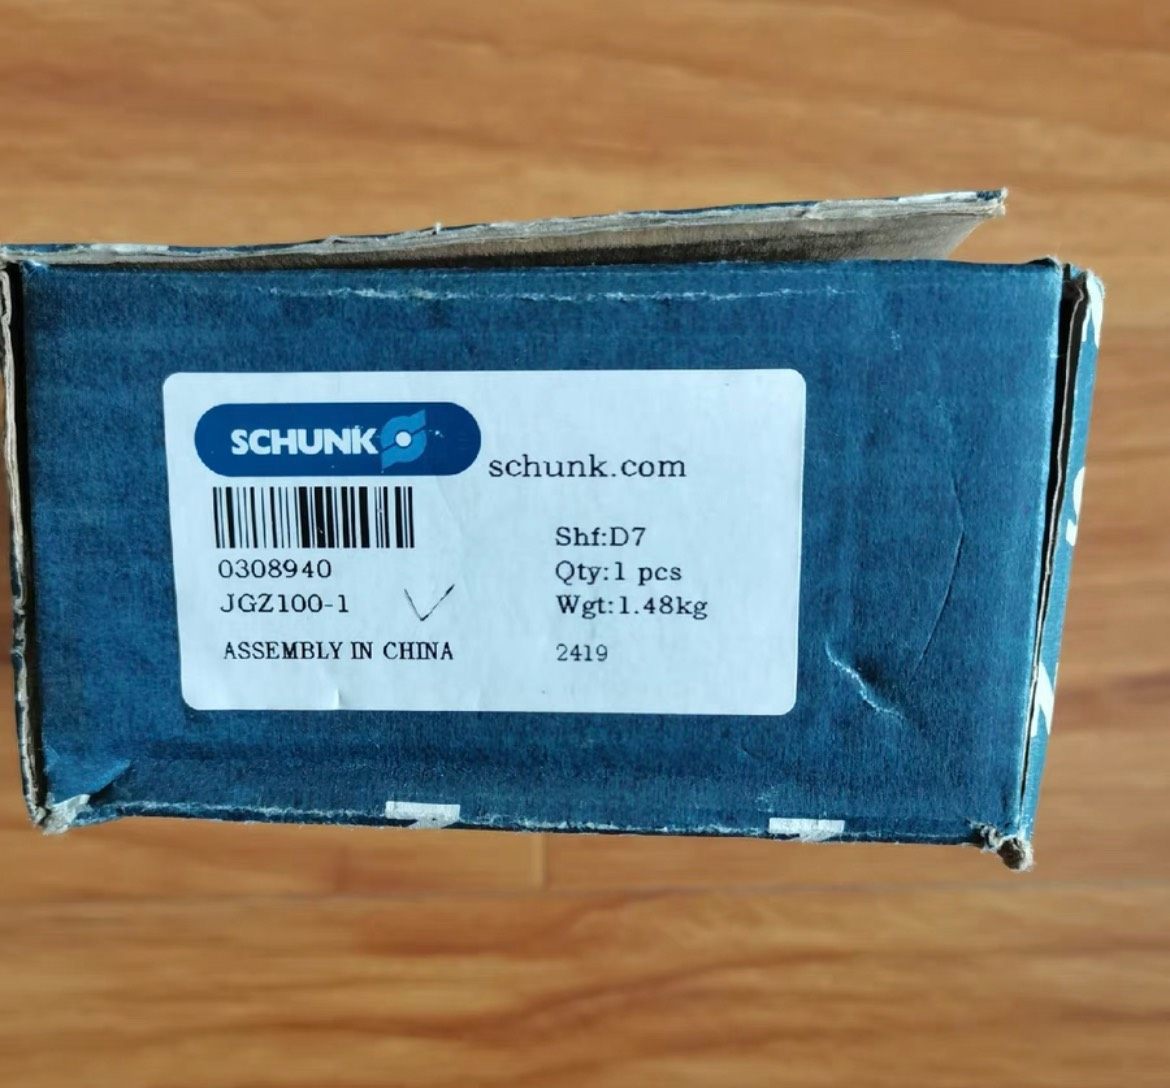 SCHUNK
schunk.com
0308940
JGZ100-1
ASSEMBLY IN CHINA
Shf:D7
Qty:1 pcs
Wgt:1.48kg
2419